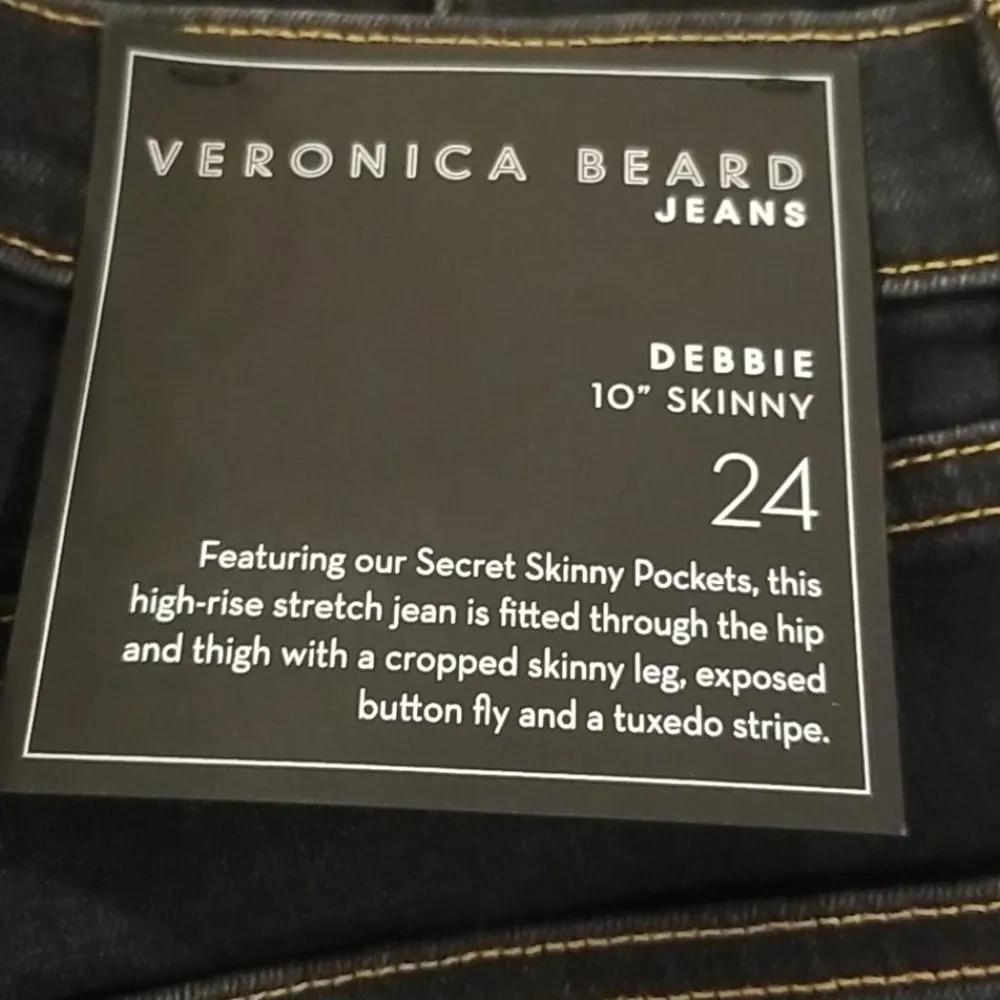 VERONICA BEARD
JEANS
DEBBIE
10" SKINNY
24
Featuring our Secret Skinny Pockets, this
high-rise stretch jean is fitted through the hip
and thigh with a cropped skinny leg, exposed
button fly and a tuxedo stripe.